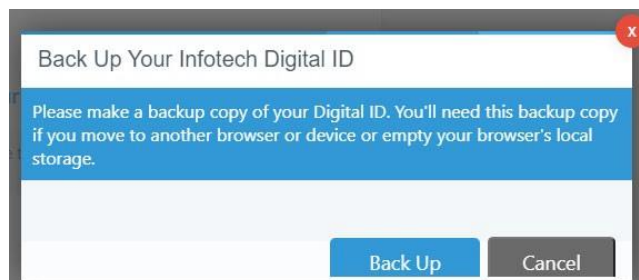 X
Back Up Your Infotech Digital ID
Please make a backup copy of your Digital ID. You'll need this backup copy
if you move to another browser or device or empty your browser's local
storage.
Back Up Cancel